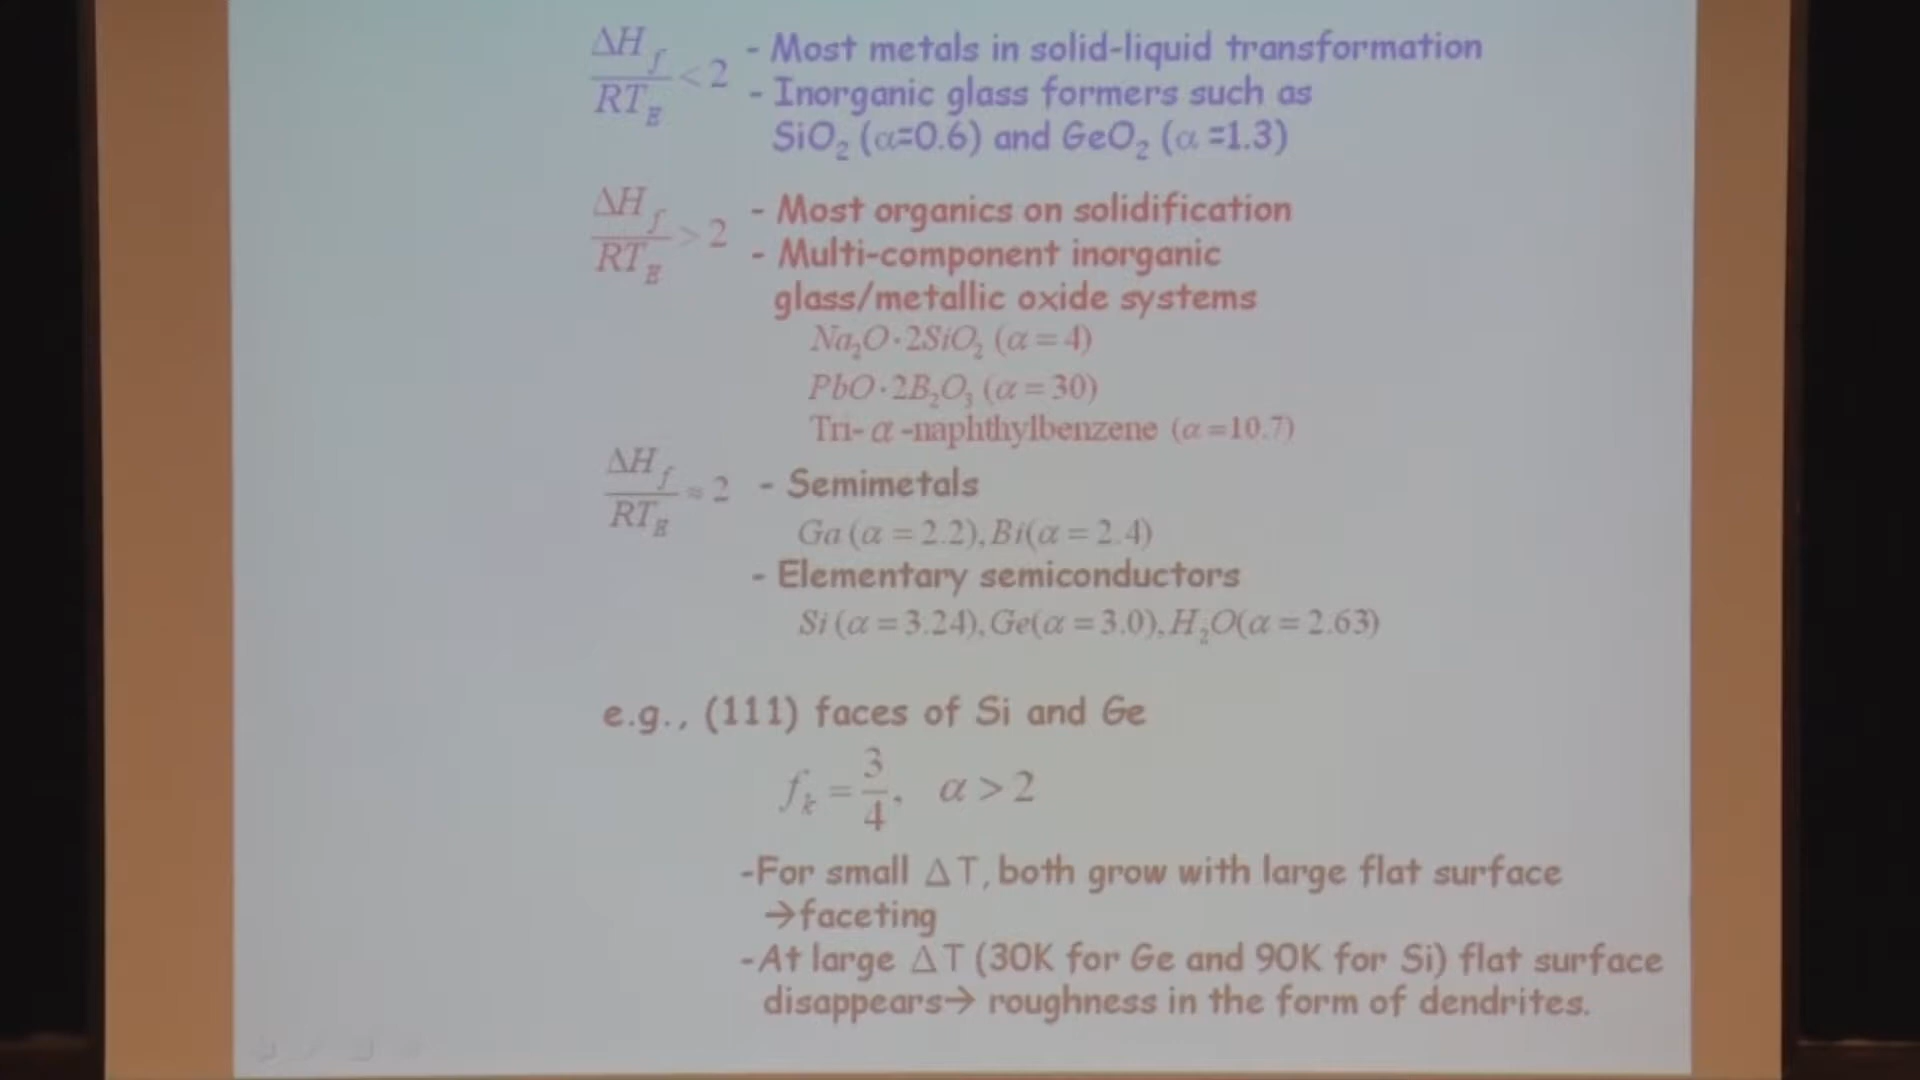 ΔH_f / RT_E < 2 - Most metals in solid-liquid transformation
- Inorganic glass formers such as
SiO₂ (α=0.6) and GeO₂ (α =1.3)
ΔH_f / RT_E > 2 - Most organics on solidification
- Multi-component inorganic
glass/metallic oxide systems
Na₂O·2SiO₂ (α = 4)
PbO·2B₂O₃ (α = 30)
Tri- α -naphthylbenzene (α =10.7)
ΔH_f / RT_E ≈ 2 - Semimetals
Ga (α = 2.2), Bi(α = 2.4)
- Elementary semiconductors
Si (α = 3.24), Ge(α = 3.0), H₂O(α = 2.63)
e.g., (111) faces of Si and Ge
f_k = 3/4, α > 2
-For small ΔT, both grow with large flat surface
→faceting
-At large ΔT (30K for Ge and 90K for Si) flat surface
disappears→ roughness in the form of dendrites.